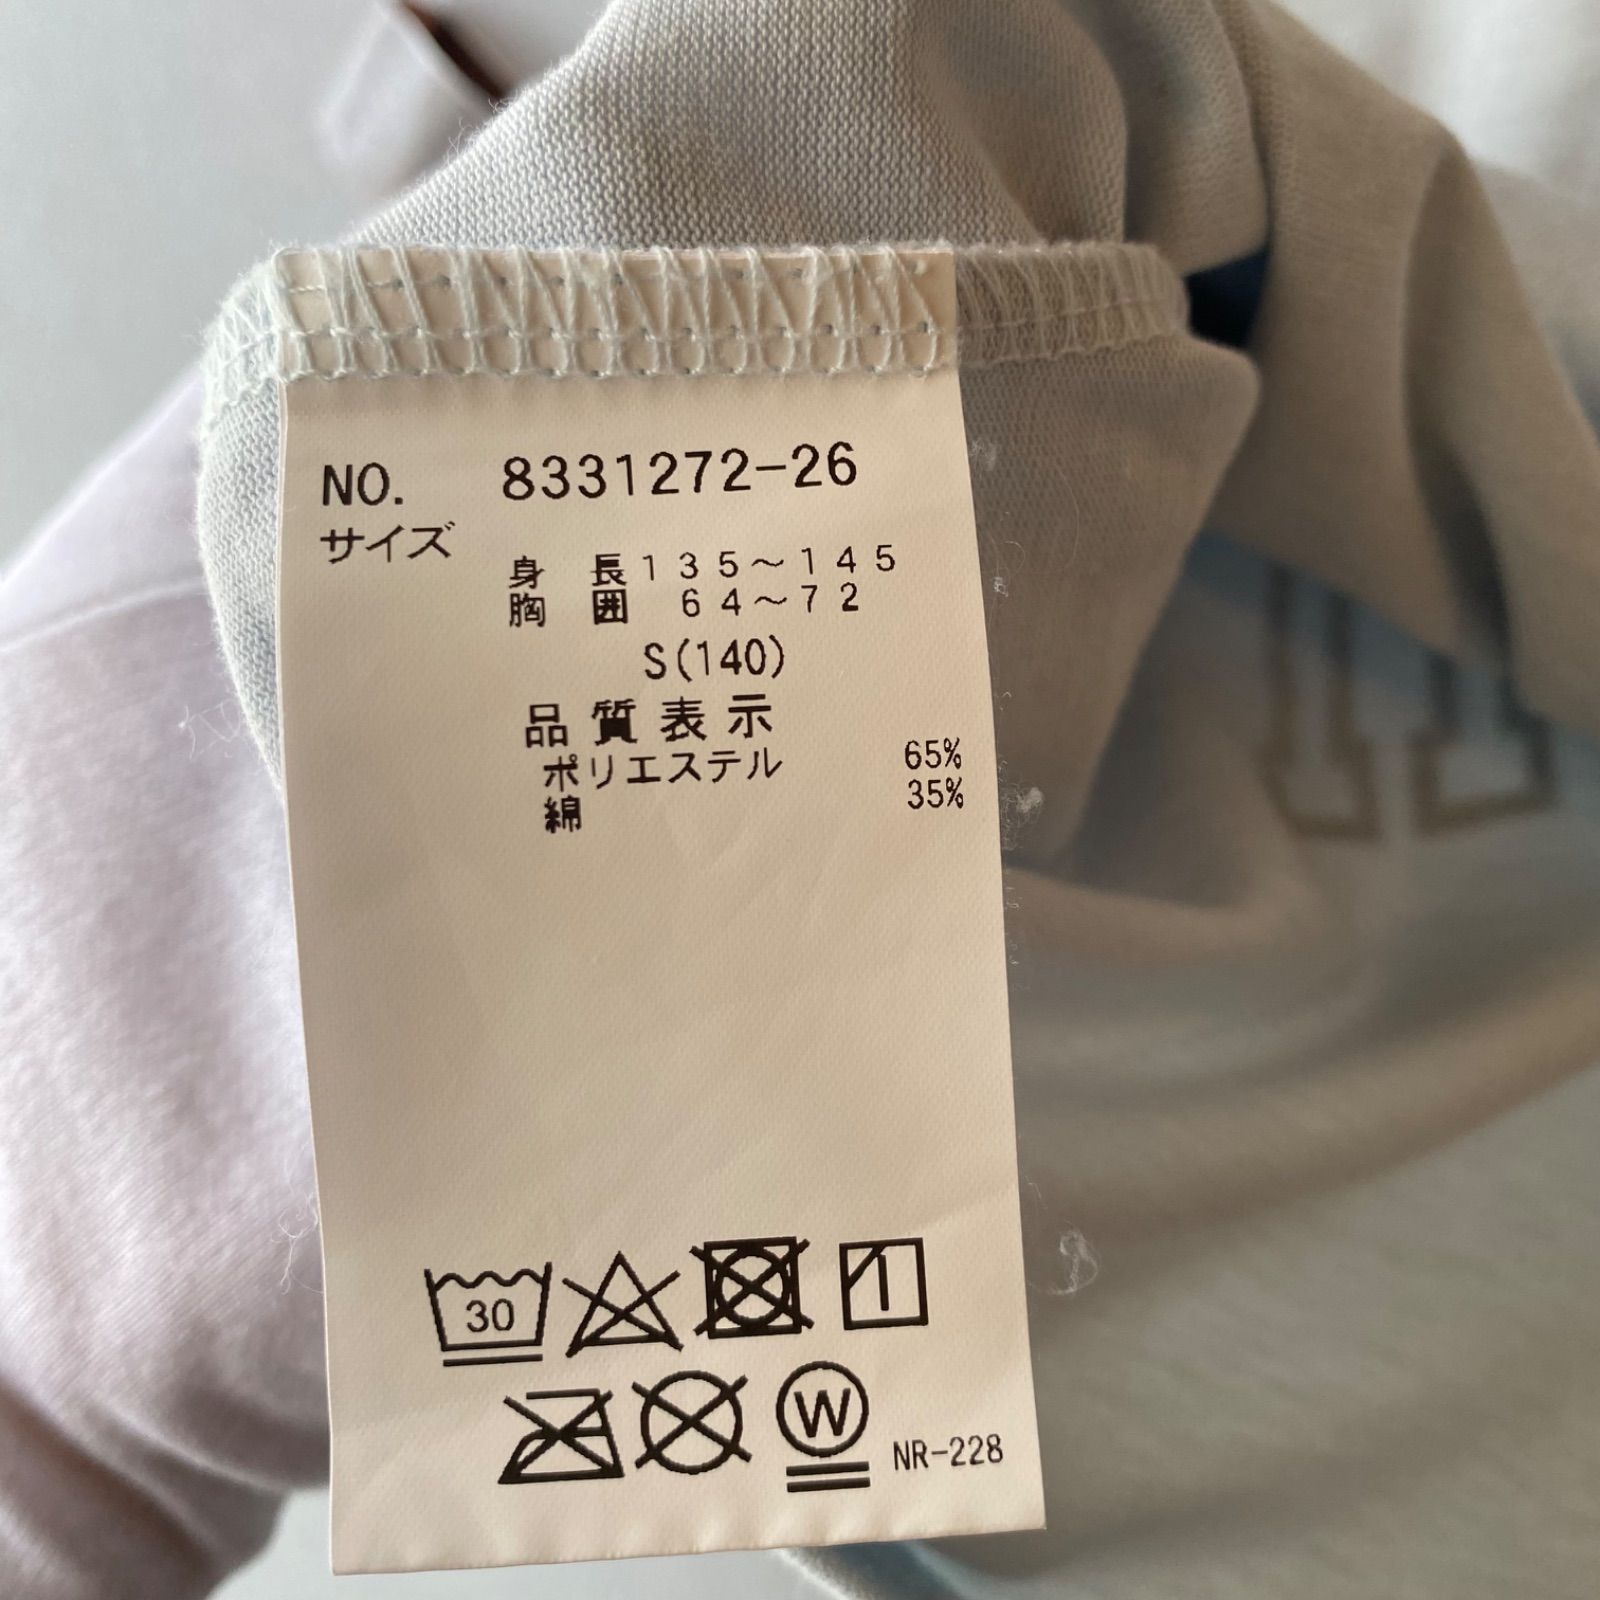 NO. 8331272-26
サイズ
身 長135～145
胸 囲 64～72
S(140)
品質表示
ポリエステル 65%
綿 35%
30
W
NR-228